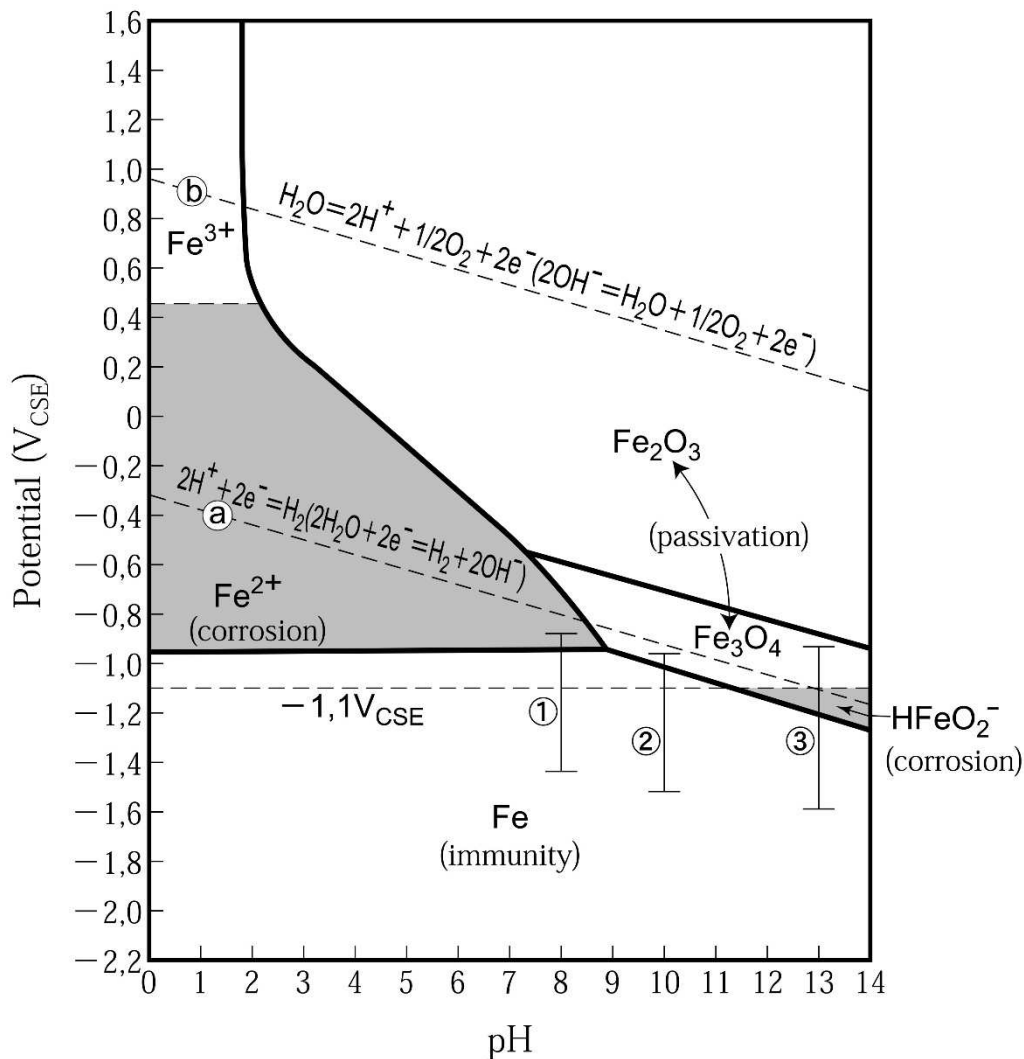 1,6
1,4
1,2
1,0
0,8
0,6
0,4
0,2
0
−0,2
−0,4
−0,6
−0,8
−1,0
−1,2
−1,4
−1,6
−1,8
−2,0
−2,2
Potential (V_CSE)
ⓑ
H₂O=2H⁺+1/2O₂+2e⁻(2OH⁻=H₂O+1/2O₂+2e⁻)
Fe³⁺
Fe₂O₃
(passivation)
Fe₃O₄
ⓐ
2H⁺+2e⁻=H₂(2H₂O+2e⁻=H₂+2OH⁻)
Fe²⁺
(corrosion)
−1,1V_CSE
①
②
③
HFeO₂⁻
(corrosion)
Fe
(immunity)
0 1 2 3 4 5 6 7 8 9 10 11 12 13 14
pH